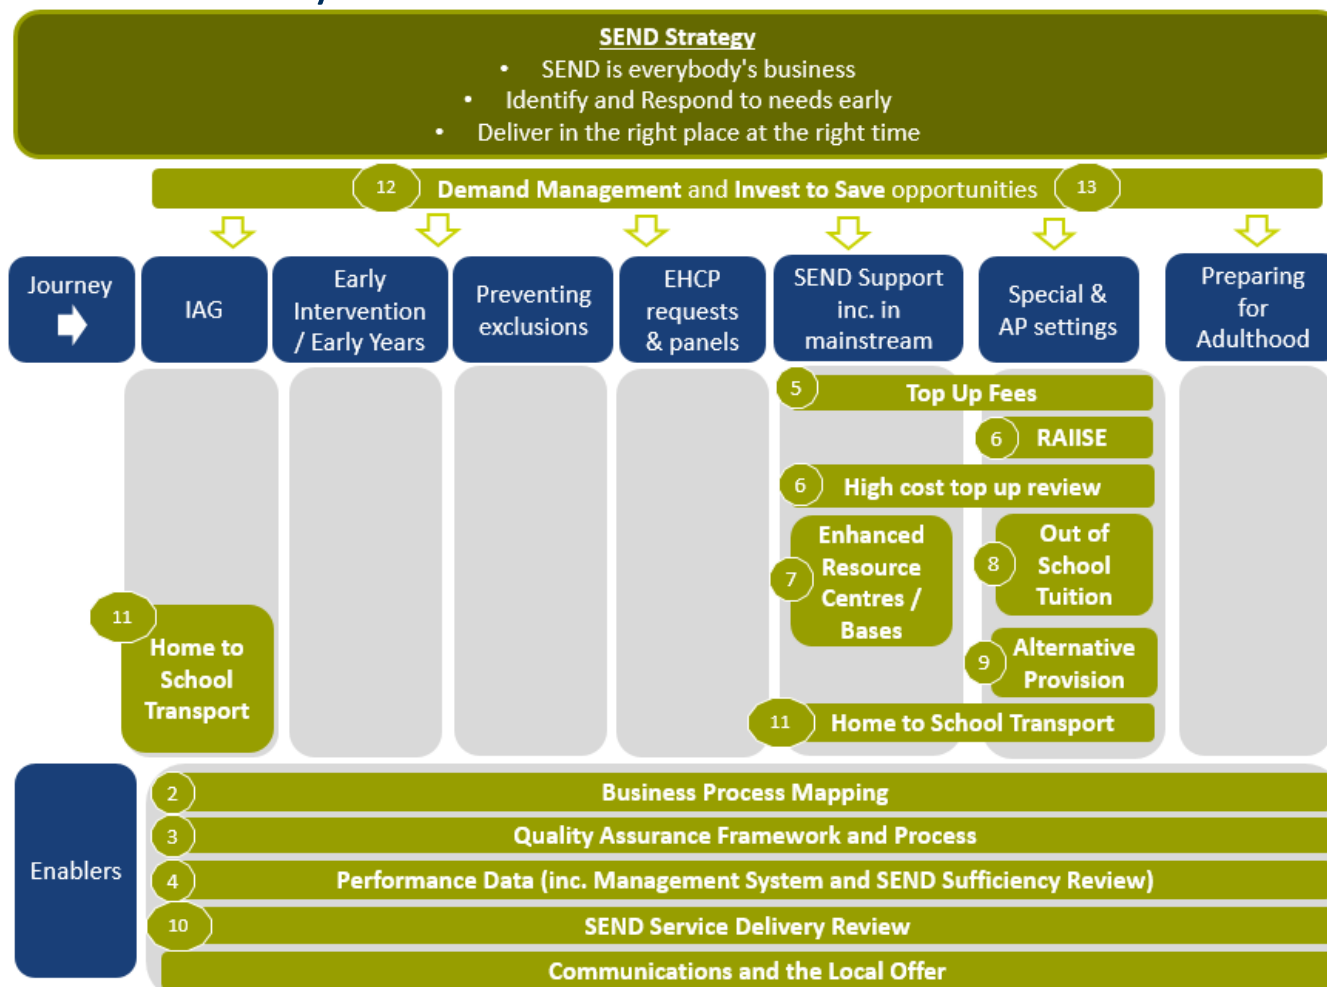 SEND Strategy
• SEND is everybody's business
• Identify and Respond to needs early
• Deliver in the right place at the right time
12 Demand Management and Invest to Save opportunities 13
Journey
IAG
Early
Intervention
/ Early Years
Preventing
exclusions
EHCP
requests
& panels
SEND Support
inc. in
mainstream
Special &
AP settings
Preparing
for
Adulthood
5 Top Up Fees
6 RAIISE
6 High cost top up review
7
Enhanced
Resource
Centres /
Bases
8
Out of
School
Tuition
9
Alternative
Provision
11
Home to
School
Transport
11 Home to School Transport
Enablers
2 Business Process Mapping
3 Quality Assurance Framework and Process
4 Performance Data (inc. Management System and SEND Sufficiency Review)
10 SEND Service Delivery Review
Communications and the Local Offer